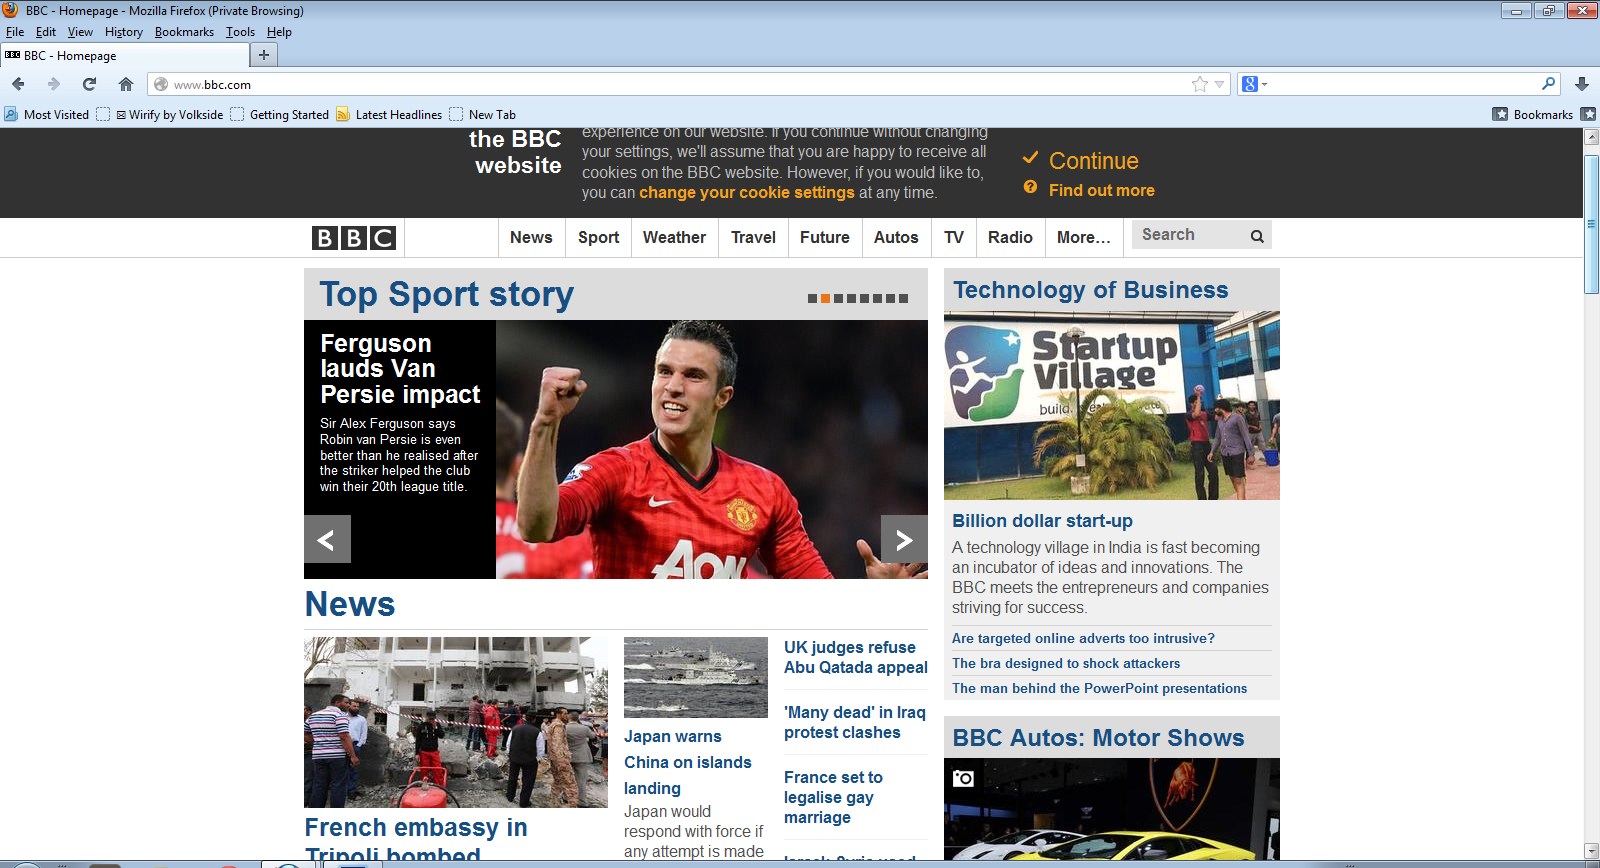 BBC - Homepage - Mozilla Firefox (Private Browsing)
File Edit View History Bookmarks Tools Help
BBC BBC - Homepage
www.bbc.com
8
Most Visited Wirify by Volkside Getting Started Latest Headlines New Tab Bookmarks
the BBC
website
experience on our website. If you continue without changing
your settings, we'll assume that you are happy to receive all
cookies on the BBC website. However, if you would like to,
you can change your cookie settings at any time.
Continue
Find out more
BBC News Sport Weather Travel Future Autos TV Radio More... Search
Top Sport story
Ferguson
lauds Van
Persie impact
Sir Alex Ferguson says
Robin van Persie is even
better than he realised after
the striker helped the club
win their 20th league title.
AON
News
French embassy in
Tripoli bombed
Japan warns
China on islands
landing
Japan would
respond with force if
any attempt is made
UK judges refuse
Abu Qatada appeal
'Many dead' in Iraq
protest clashes
France set to
legalise gay
marriage
Technology of Business
Startup
Village
Billion dollar start-up
A technology village in India is fast becoming
an incubator of ideas and innovations. The
BBC meets the entrepreneurs and companies
striving for success.
Are targeted online adverts too intrusive?
The bra designed to shock attackers
The man behind the PowerPoint presentations
BBC Autos: Motor Shows